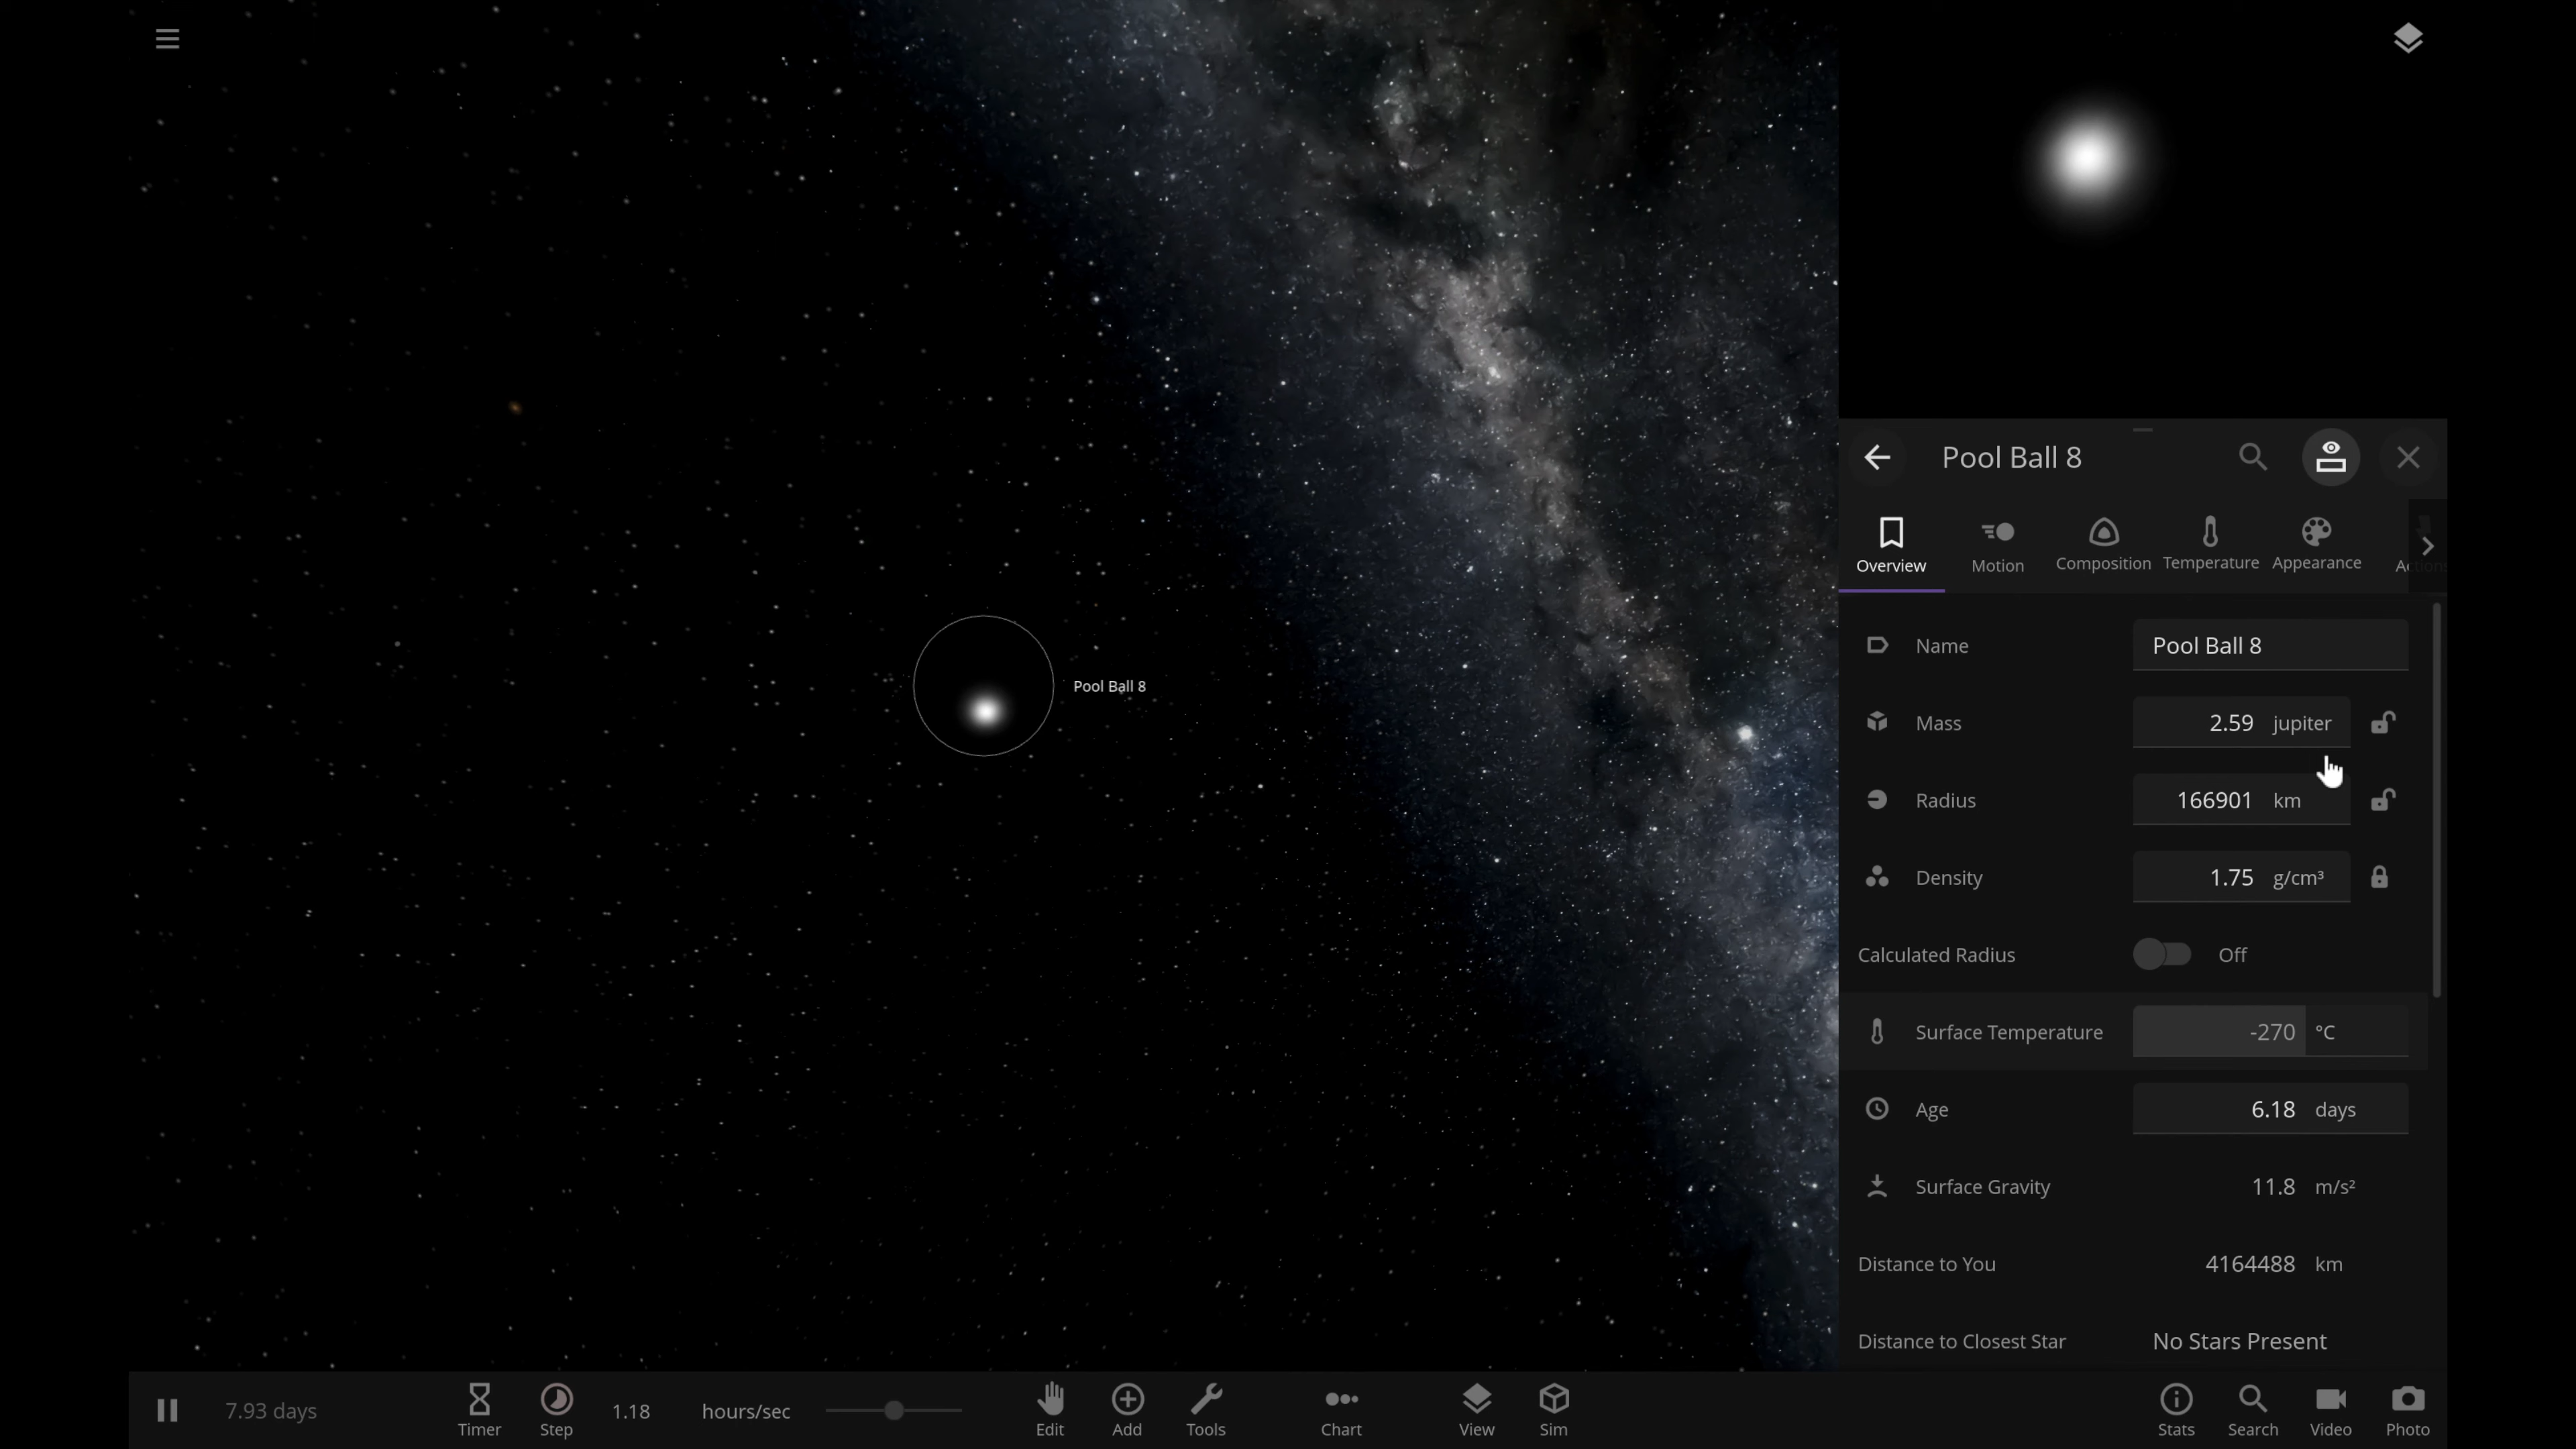 Pool Ball 8
Pool Ball 8
Overview
Motion
Composition
Temperature
Appearance
Name
Pool Ball 8
Mass
2.59 jupiter
Radius
166901 km
Density
1.75 g/cm³
Calculated Radius
Off
Surface Temperature
-270 °C
Age
6.18 days
Surface Gravity
11.8 m/s²
Distance to You
4164488 km
Distance to Closest Star
No Stars Present
7.93 days
Timer
Step
1.18 hours/sec
Edit
Add
Tools
Chart
View
Sim
Stats
Search
Video
Photo